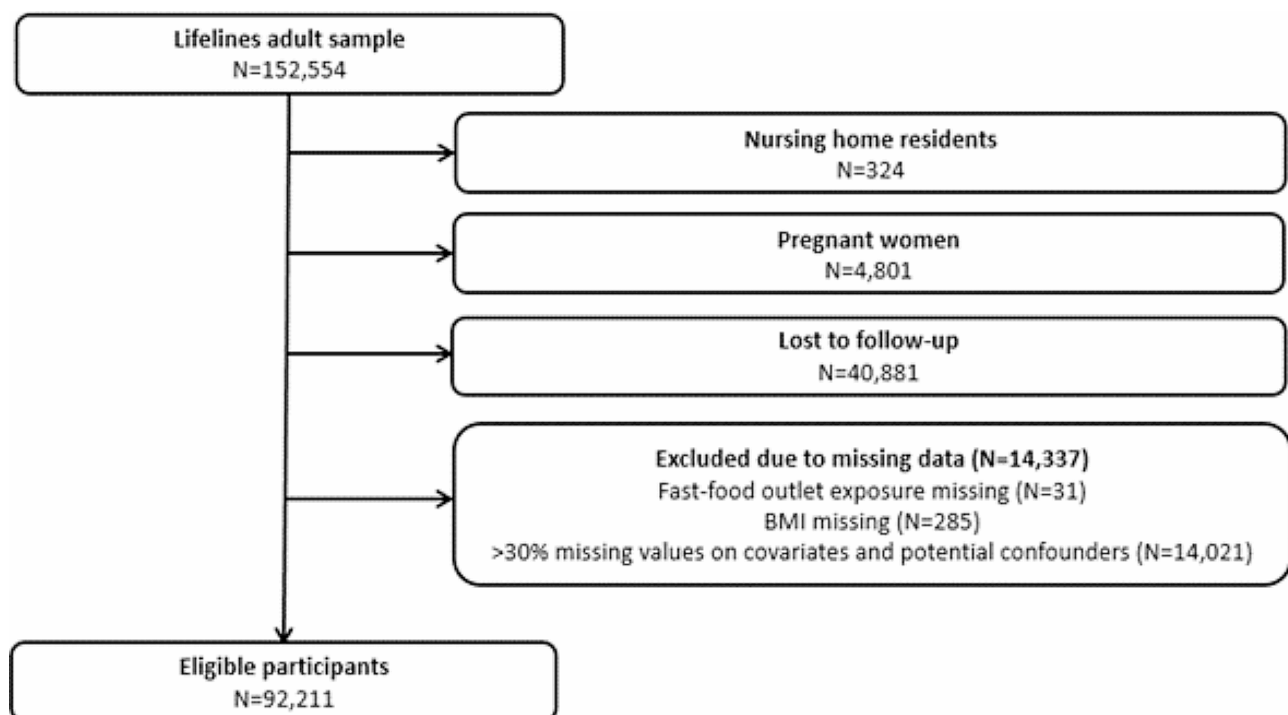 Lifelines adult sample
N=152,554
Nursing home residents
N=324
Pregnant women
N=4,801
Lost to follow-up
N=40,881
Excluded due to missing data (N=14,337)
Fast-food outlet exposure missing (N=31)
BMI missing (N=285)
>30% missing values on covariates and potential confounders (N=14,021)
Eligible participants
N=92,211